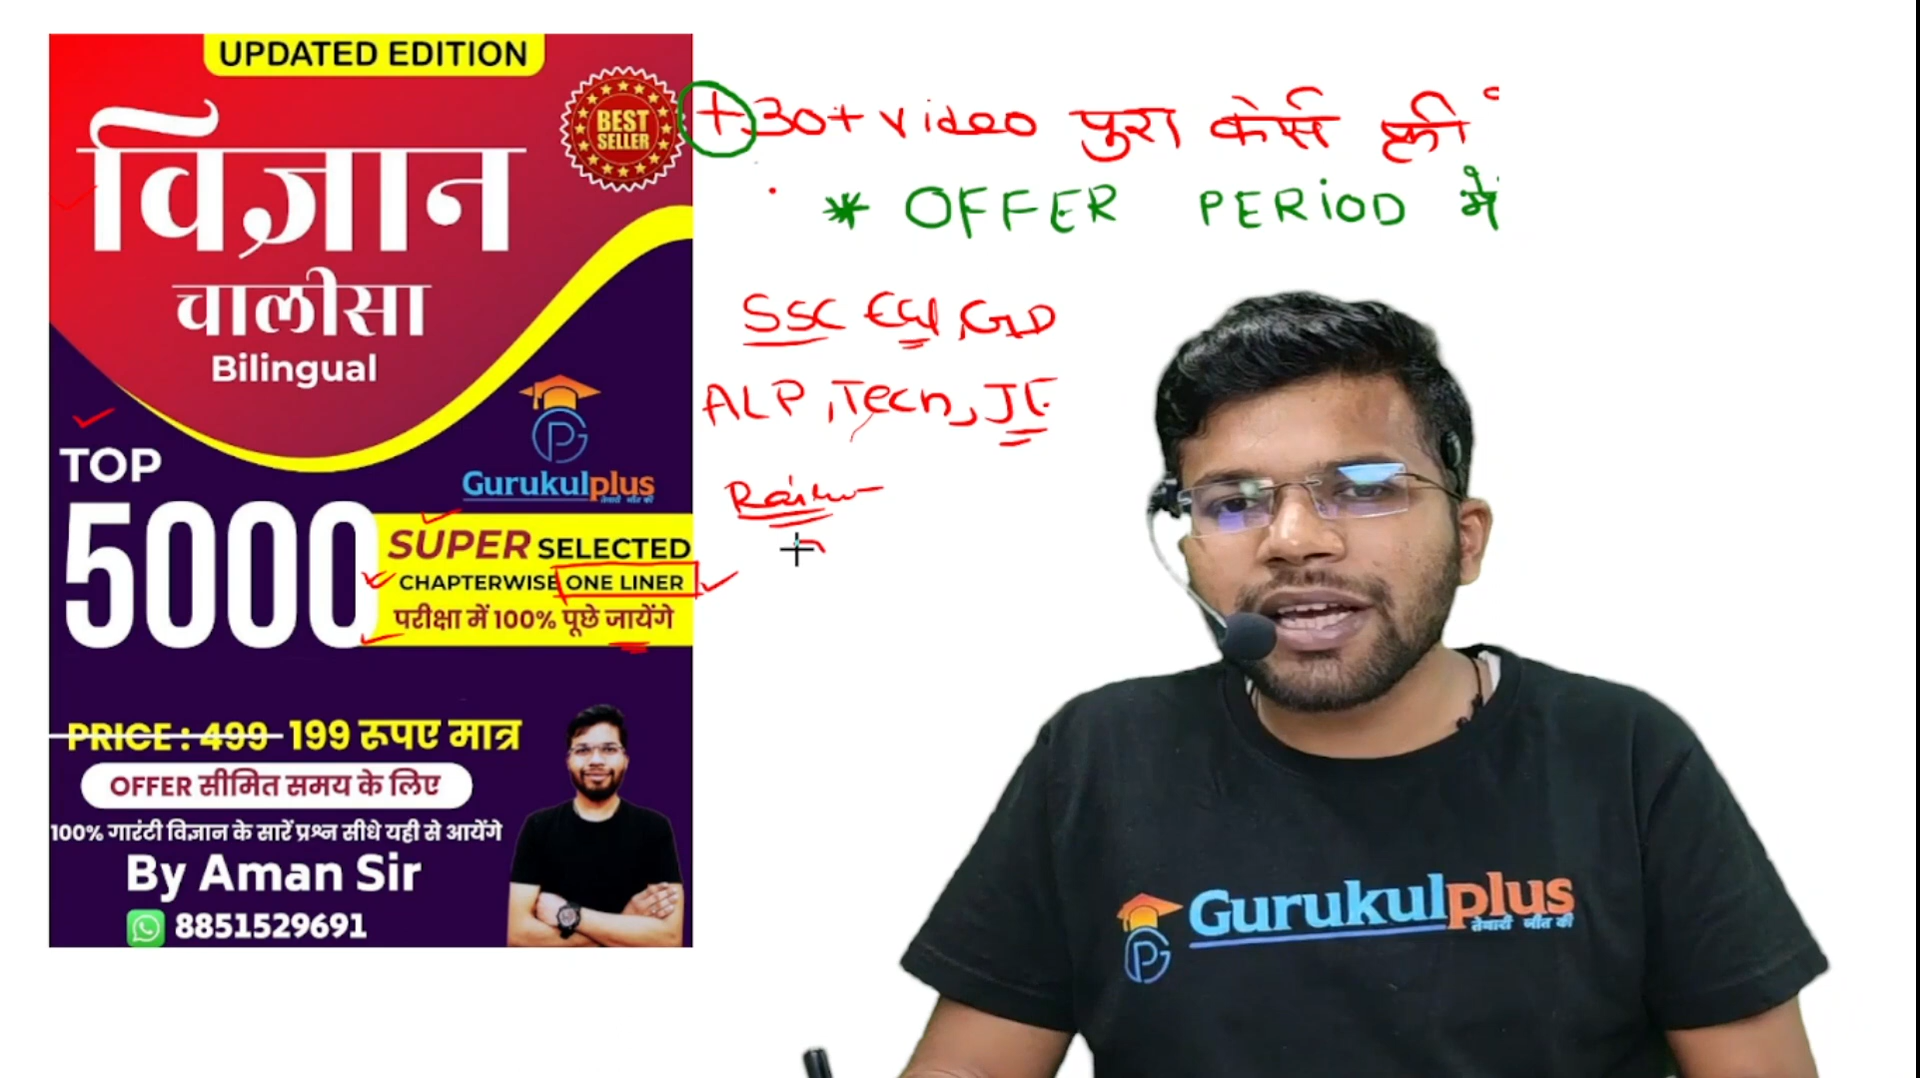 UPDATED EDITION
BEST
SELLER
विज्ञान
चालीसा
Bilingual
Gurukulplus
तैयारी जीत की
TOP
5000
SUPER SELECTED
CHAPTERWISE ONE LINER
परीक्षा में 100% पूछे जायेंगे
PRICE : 499 199 रूपए मात्र
OFFER सीमित समय के लिए
100% गारंटी विज्ञान के सारें प्रश्न सीधे यही से आयेंगे
By Aman Sir
8851529691
+ 30+ video पुरा कोर्स फ्री
* OFFER PERIOD में
SSC CGL, GD
ALP, Tecn, JE
Gurukulplus
तैयारी जीत की